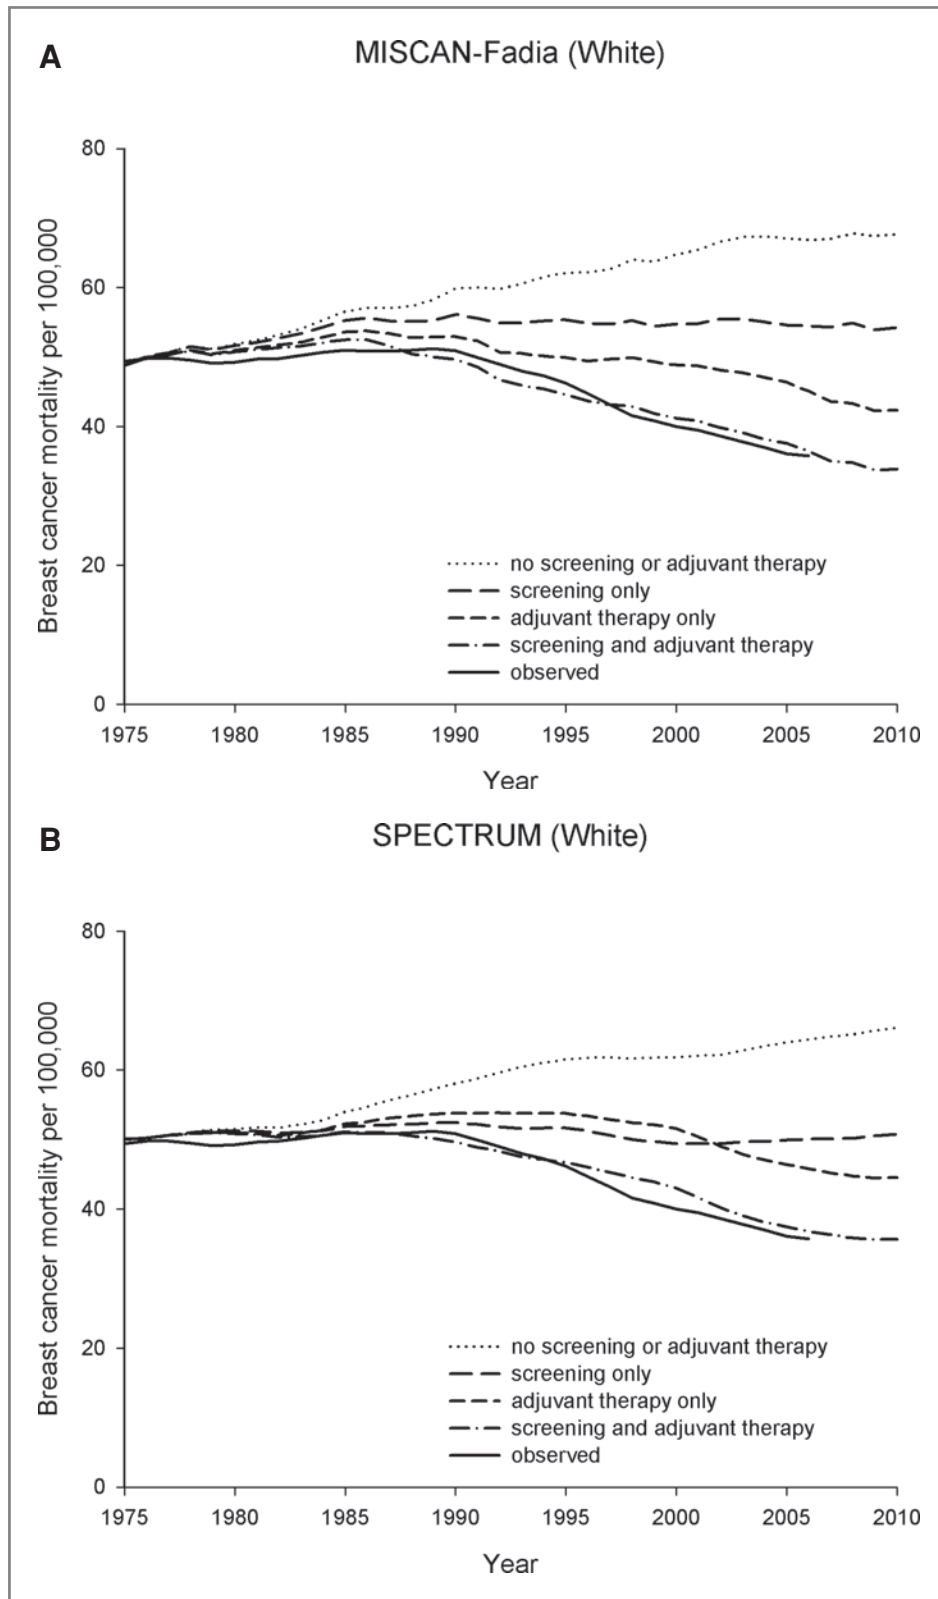 A
MISCAN-Fadia (White)
Breast cancer mortality per 100,000
80
60
40
20
0
no screening or adjuvant therapy
screening only
adjuvant therapy only
screening and adjuvant therapy
observed
1975 1980 1985 1990 1995 2000 2005 2010
Year
B
SPECTRUM (White)
Breast cancer mortality per 100,000
80
60
40
20
0
no screening or adjuvant therapy
screening only
adjuvant therapy only
screening and adjuvant therapy
observed
1975 1980 1985 1990 1995 2000 2005 2010
Year